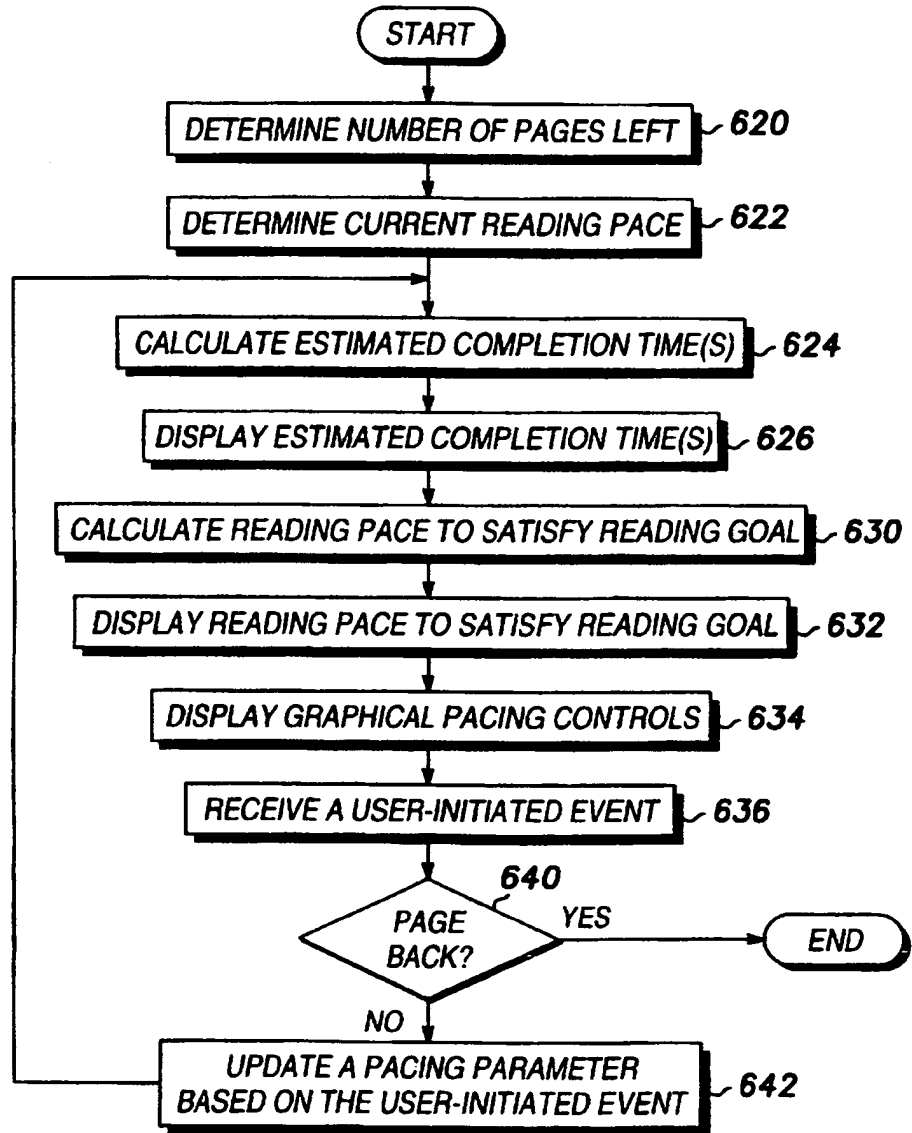 START
DETERMINE NUMBER OF PAGES LEFT 620
DETERMINE CURRENT READING PACE 622
CALCULATE ESTIMATED COMPLETION TIME(S) 624
DISPLAY ESTIMATED COMPLETION TIME(S) 626
CALCULATE READING PACE TO SATISFY READING GOAL 630
DISPLAY READING PACE TO SATISFY READING GOAL 632
DISPLAY GRAPHICAL PACING CONTROLS 634
RECEIVE A USER-INITIATED EVENT 636
640
PAGE
BACK?
YES
END
NO
UPDATE A PACING PARAMETER
BASED ON THE USER-INITIATED EVENT 642